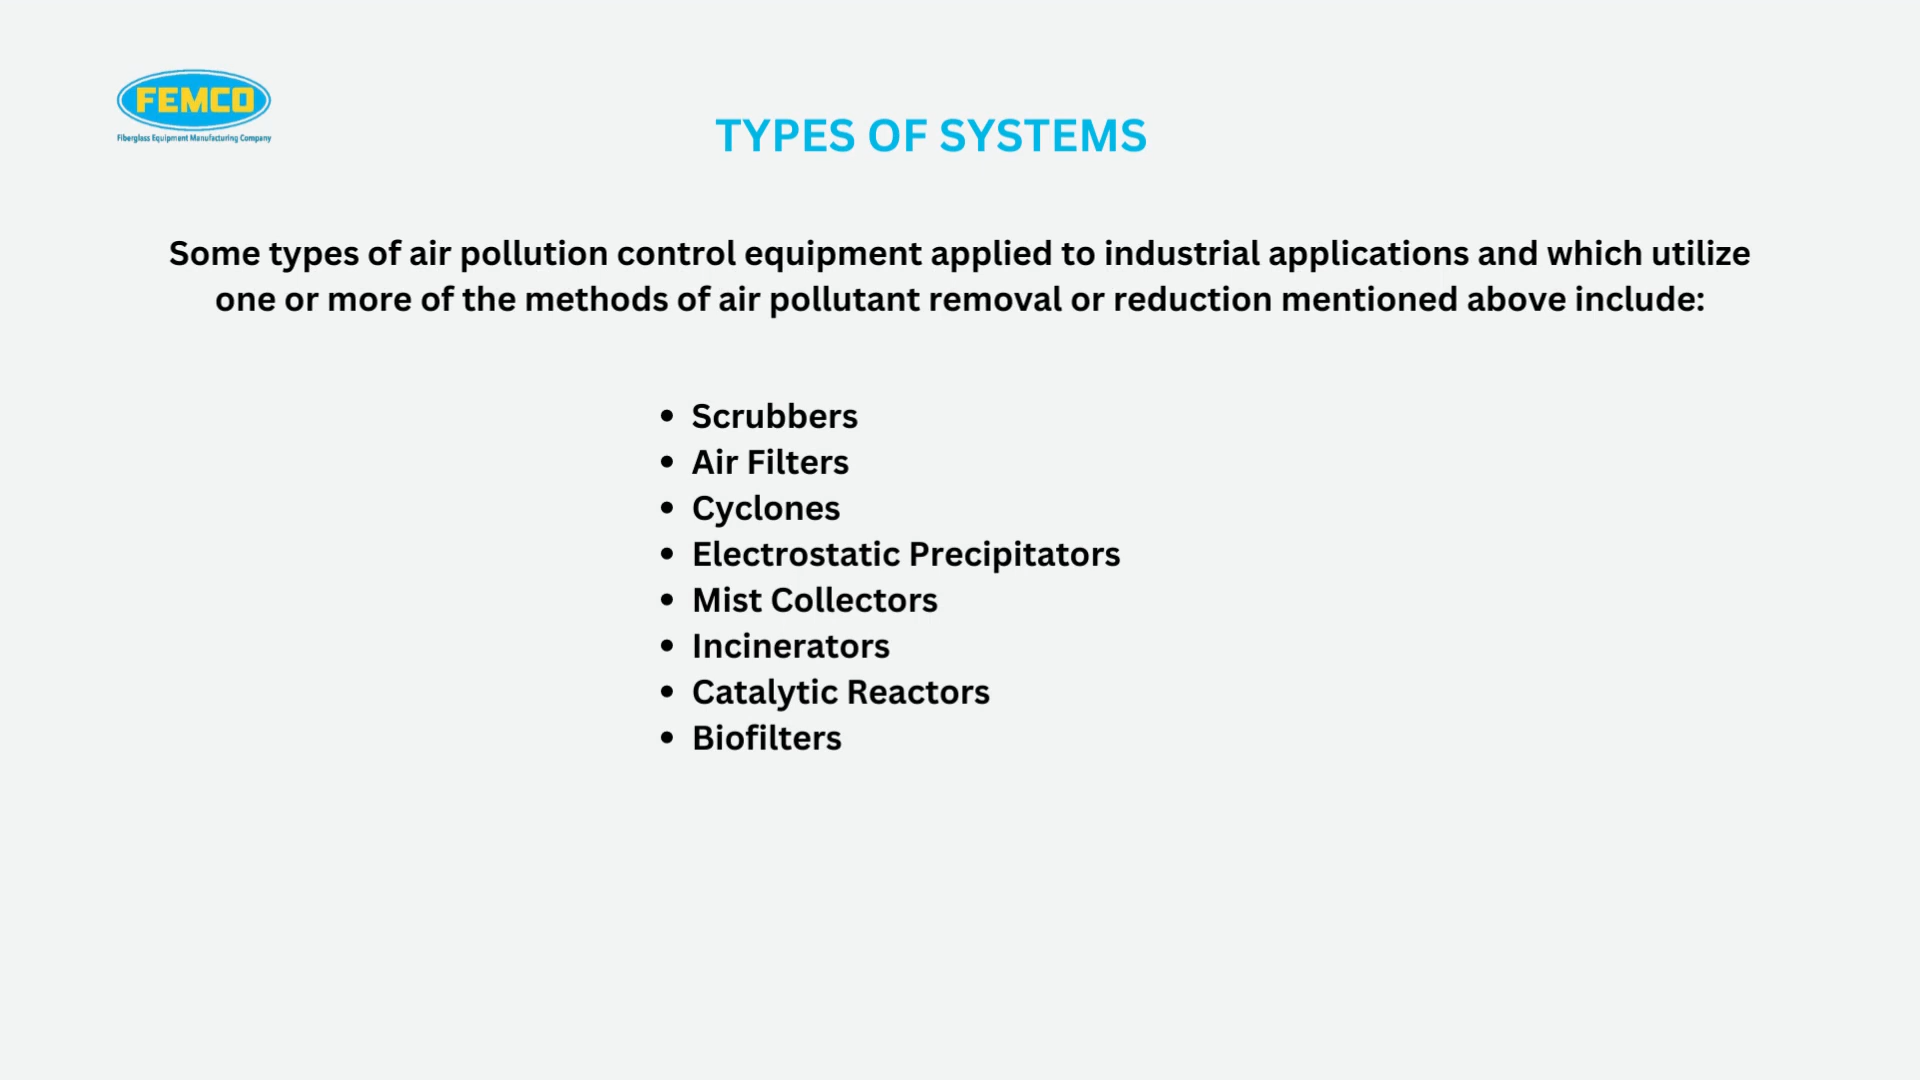 FEMCO
Fiberglass Equipment Manufacturing Company
TYPES OF SYSTEMS
Some types of air pollution control equipment applied to industrial applications and which utilize
one or more of the methods of air pollutant removal or reduction mentioned above include:
• Scrubbers
• Air Filters
• Cyclones
• Electrostatic Precipitators
• Mist Collectors
• Incinerators
• Catalytic Reactors
• Biofilters